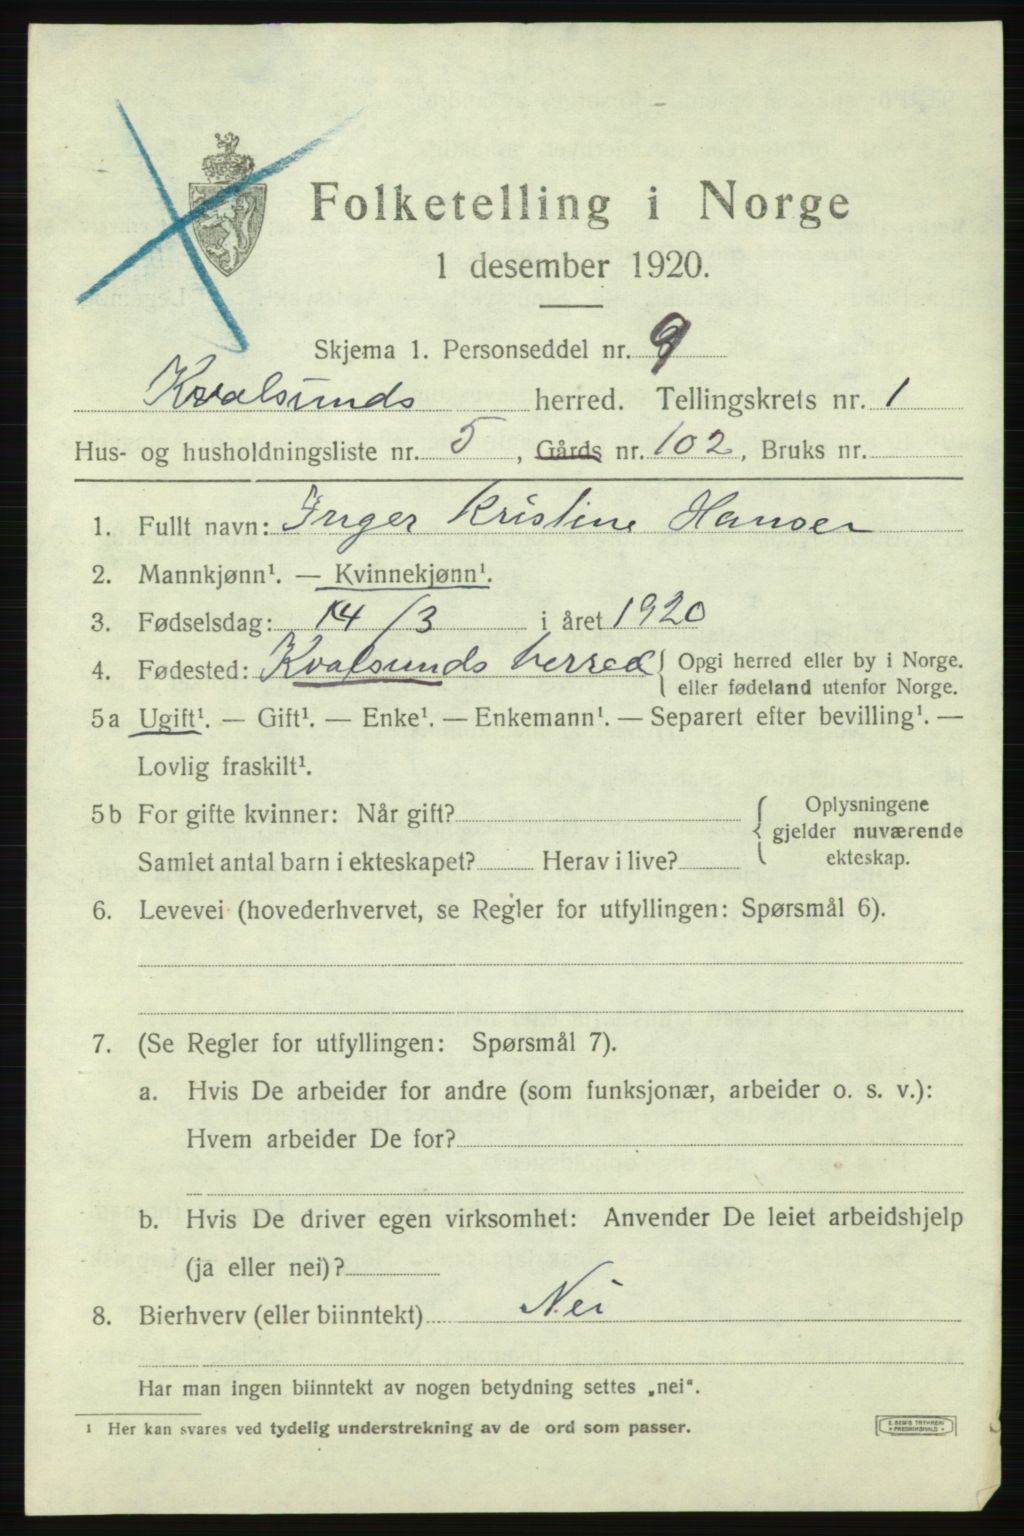 Folketelling i Norge
1 desember 1920.
Skjema 1. Personseddel nr.
Kvalsunds herred. Tellingskrets nr. 1
Hus- og husholdningsliste nr. 5, Gårds nr. 102, Bruks nr.
1. Fullt navn: Inger Kristine Hansen
2. Mannkjønn¹. — Kvinnekjønn¹.
3. Fødselsdag: 14/3 i året 1920
4. Fødested: Kvalsunds herred { Opgi herred eller by i Norge.
eller fødeland utenfor Norge.
5a Ugift¹. — Gift¹. — Enke¹. — Enkemann¹. — Separert efter bevilling¹. —
Lovlig fraskilt¹.
5b For gifte kvinner: Når gift? { Oplysningene
gjelder nuværende
Samlet antal barn i ekteskapet? Herav i live? ekteskap.
6. Levevei (hovederhvervet, se Regler for utfyllingen: Spørsmål 6).
7. (Se Regler for utfyllingen: Spørsmål 7).
a. Hvis De arbeider for andre (som funksjonær, arbeider o. s. v.):
Hvem arbeider De for?
b. Hvis De driver egen virksomhet: Anvender De leiet arbeidshjelp
(ja eller nei)?
8. Bierhverv (eller biinntekt) Nei
Har man ingen biinntekt av nogen betydning settes „nei“.
¹ Her kan svares ved tydelig understrekning av de ord som passer.